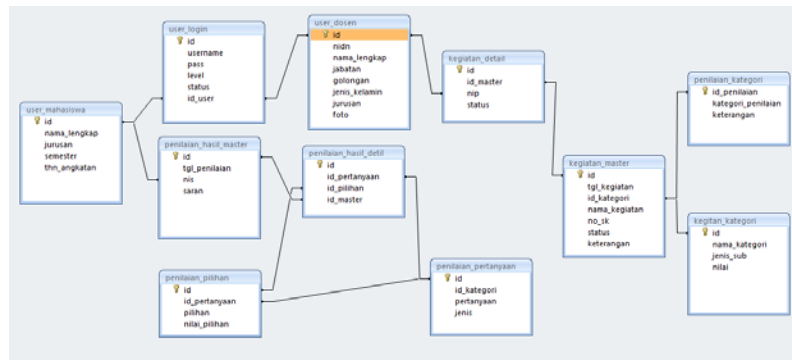 user_login
id
username
pass
level
status
id_user
user_dosen
id
nidn
nama_lengkap
jabatan
golongan
jenis_kelamin
jurusan
foto
kegiatan_detail
id
id_master
nip
status
penilaian_kategori
id_penilaian
kategori_penilaian
keterangan
user_mahasiswa
id
nama_lengkap
jurusan
semester
thn_angkatan
penilaian_hasil_master
id
tgl_penilaian
nis
saran
penilaian_hasil_detil
id
id_pertanyaan
id_pilihan
id_master
kegiatan_master
id
tgl_kegiatan
id_kategori
nama_kegiatan
no_sk
status
keterangan
kegitan_kategori
id
nama_kategori
jenis_sub
nilai
penilaian_pilihan
id
id_pertanyaan
pilihan
nilai_pilihan
penilaian_pertanyaan
id
id_kategori
pertanyaan
jenis